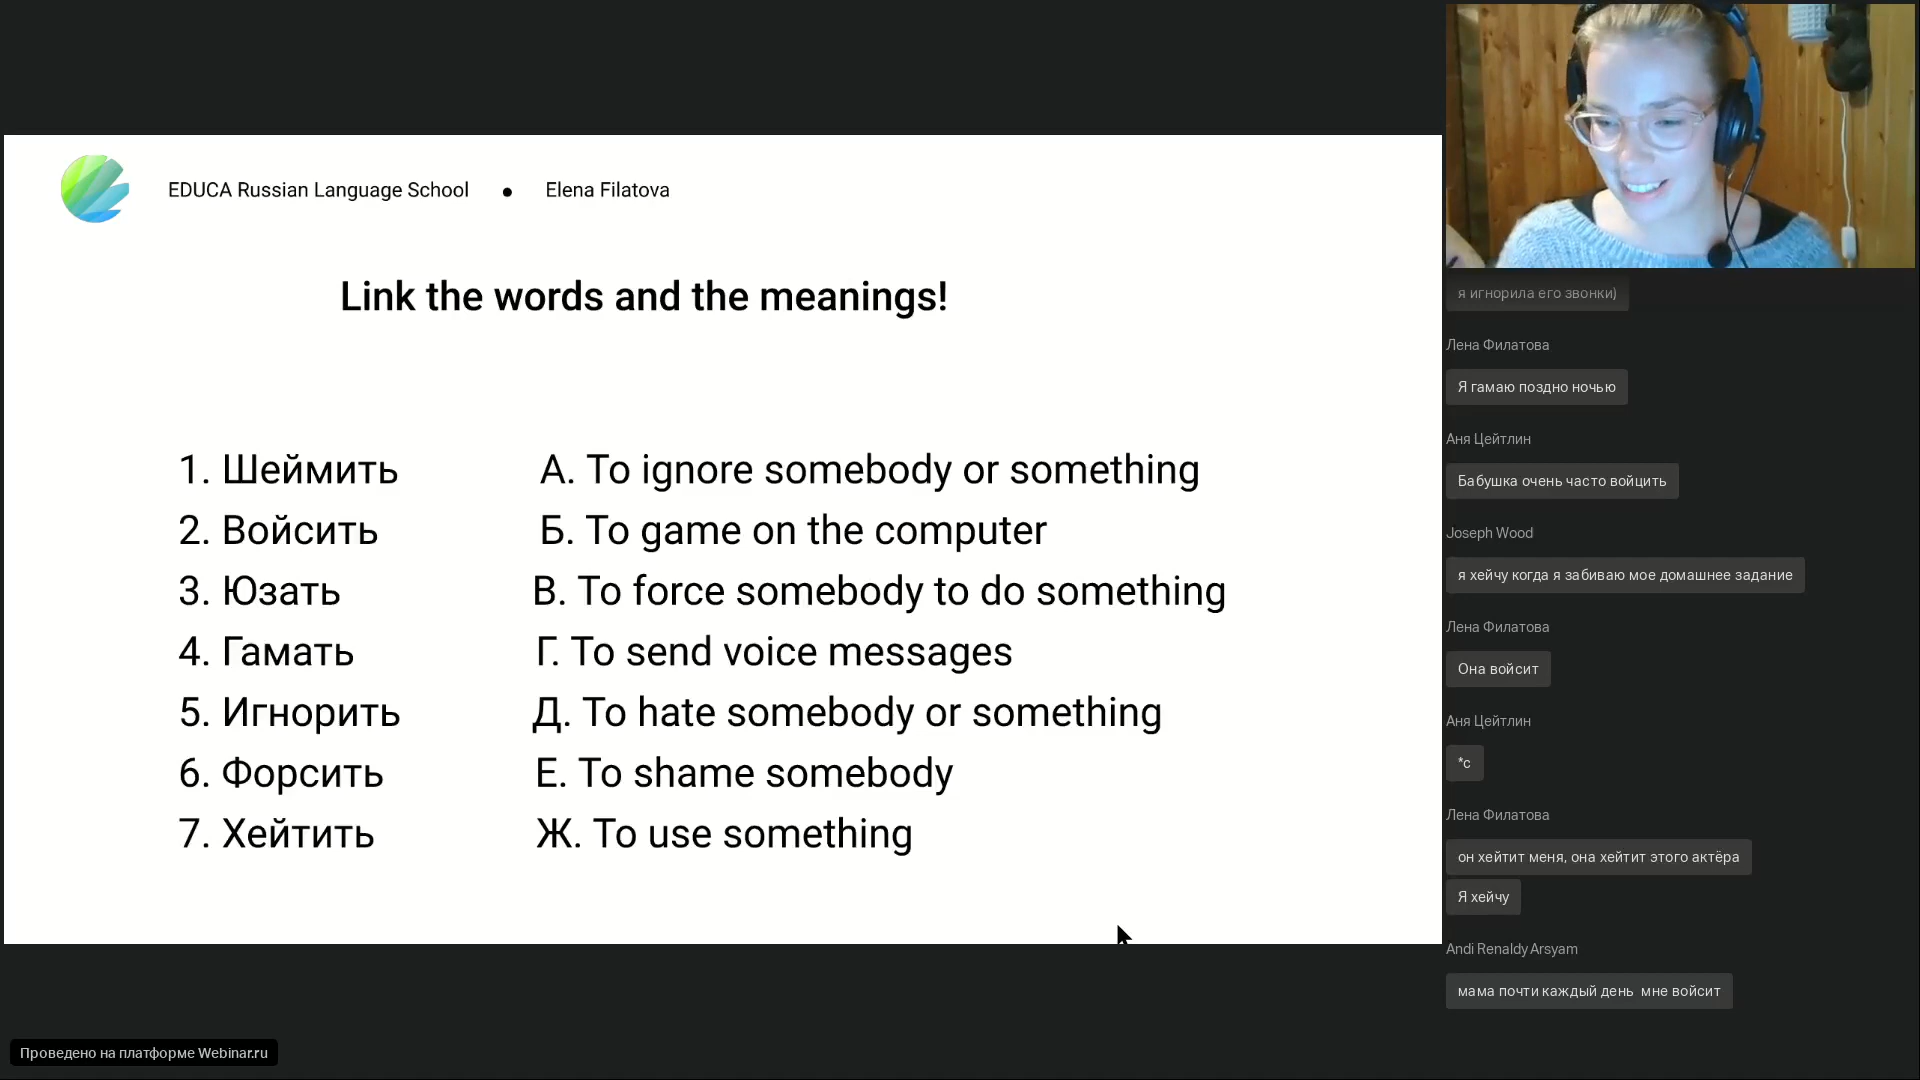 EDUCA Russian Language School • Elena Filatova
Link the words and the meanings!
1. Шеймить
2. Войсить
3. Юзать
4. Гамать
5. Игнорить
6. Форсить
7. Хейтить
А. To ignore somebody or something
Б. To game on the computer
В. To force somebody to do something
Г. To send voice messages
Д. To hate somebody or something
Е. To shame somebody
Ж. To use something
я игнорила его звонки)
Лена Филатова
Я гамаю поздно ночью
Аня Цейтлин
Бабушка очень часто войцить
Joseph Wood
я хейчу когда я забиваю мое домашнее задание
Лена Филатова
Она войсит
Аня Цейтлин
*с
Лена Филатова
он хейтит меня, она хейтит этого актёра
Я хейчу
Andi Renaldy Arsyam
мама почти каждый день мне войсит
Проведено на платформе Webinar.ru